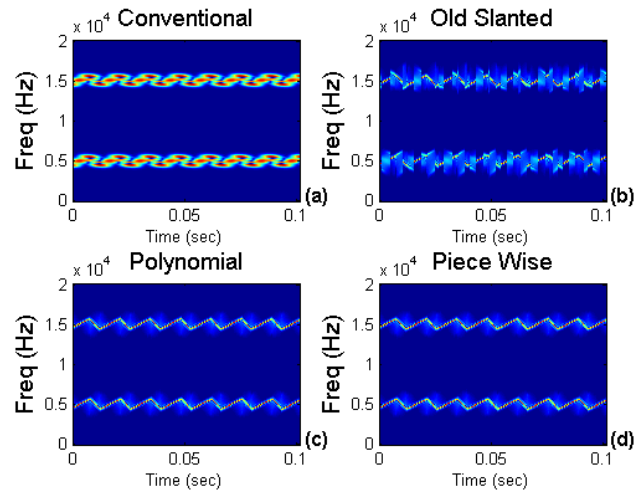 Conventional
x 10^4
2
1.5
1
0.5
0
Freq (Hz)
0
0.05
0.1
Time (sec)
(a)
Old Slanted
x 10^4
2
1.5
1
0.5
0
Freq (Hz)
0
0.05
0.1
Time (sec)
(b)
Polynomial
x 10^4
2
1.5
1
0.5
0
Freq (Hz)
0
0.05
0.1
Time (sec)
(c)
Piece Wise
x 10^4
2
1.5
1
0.5
0
Freq (Hz)
0
0.05
0.1
Time (sec)
(d)